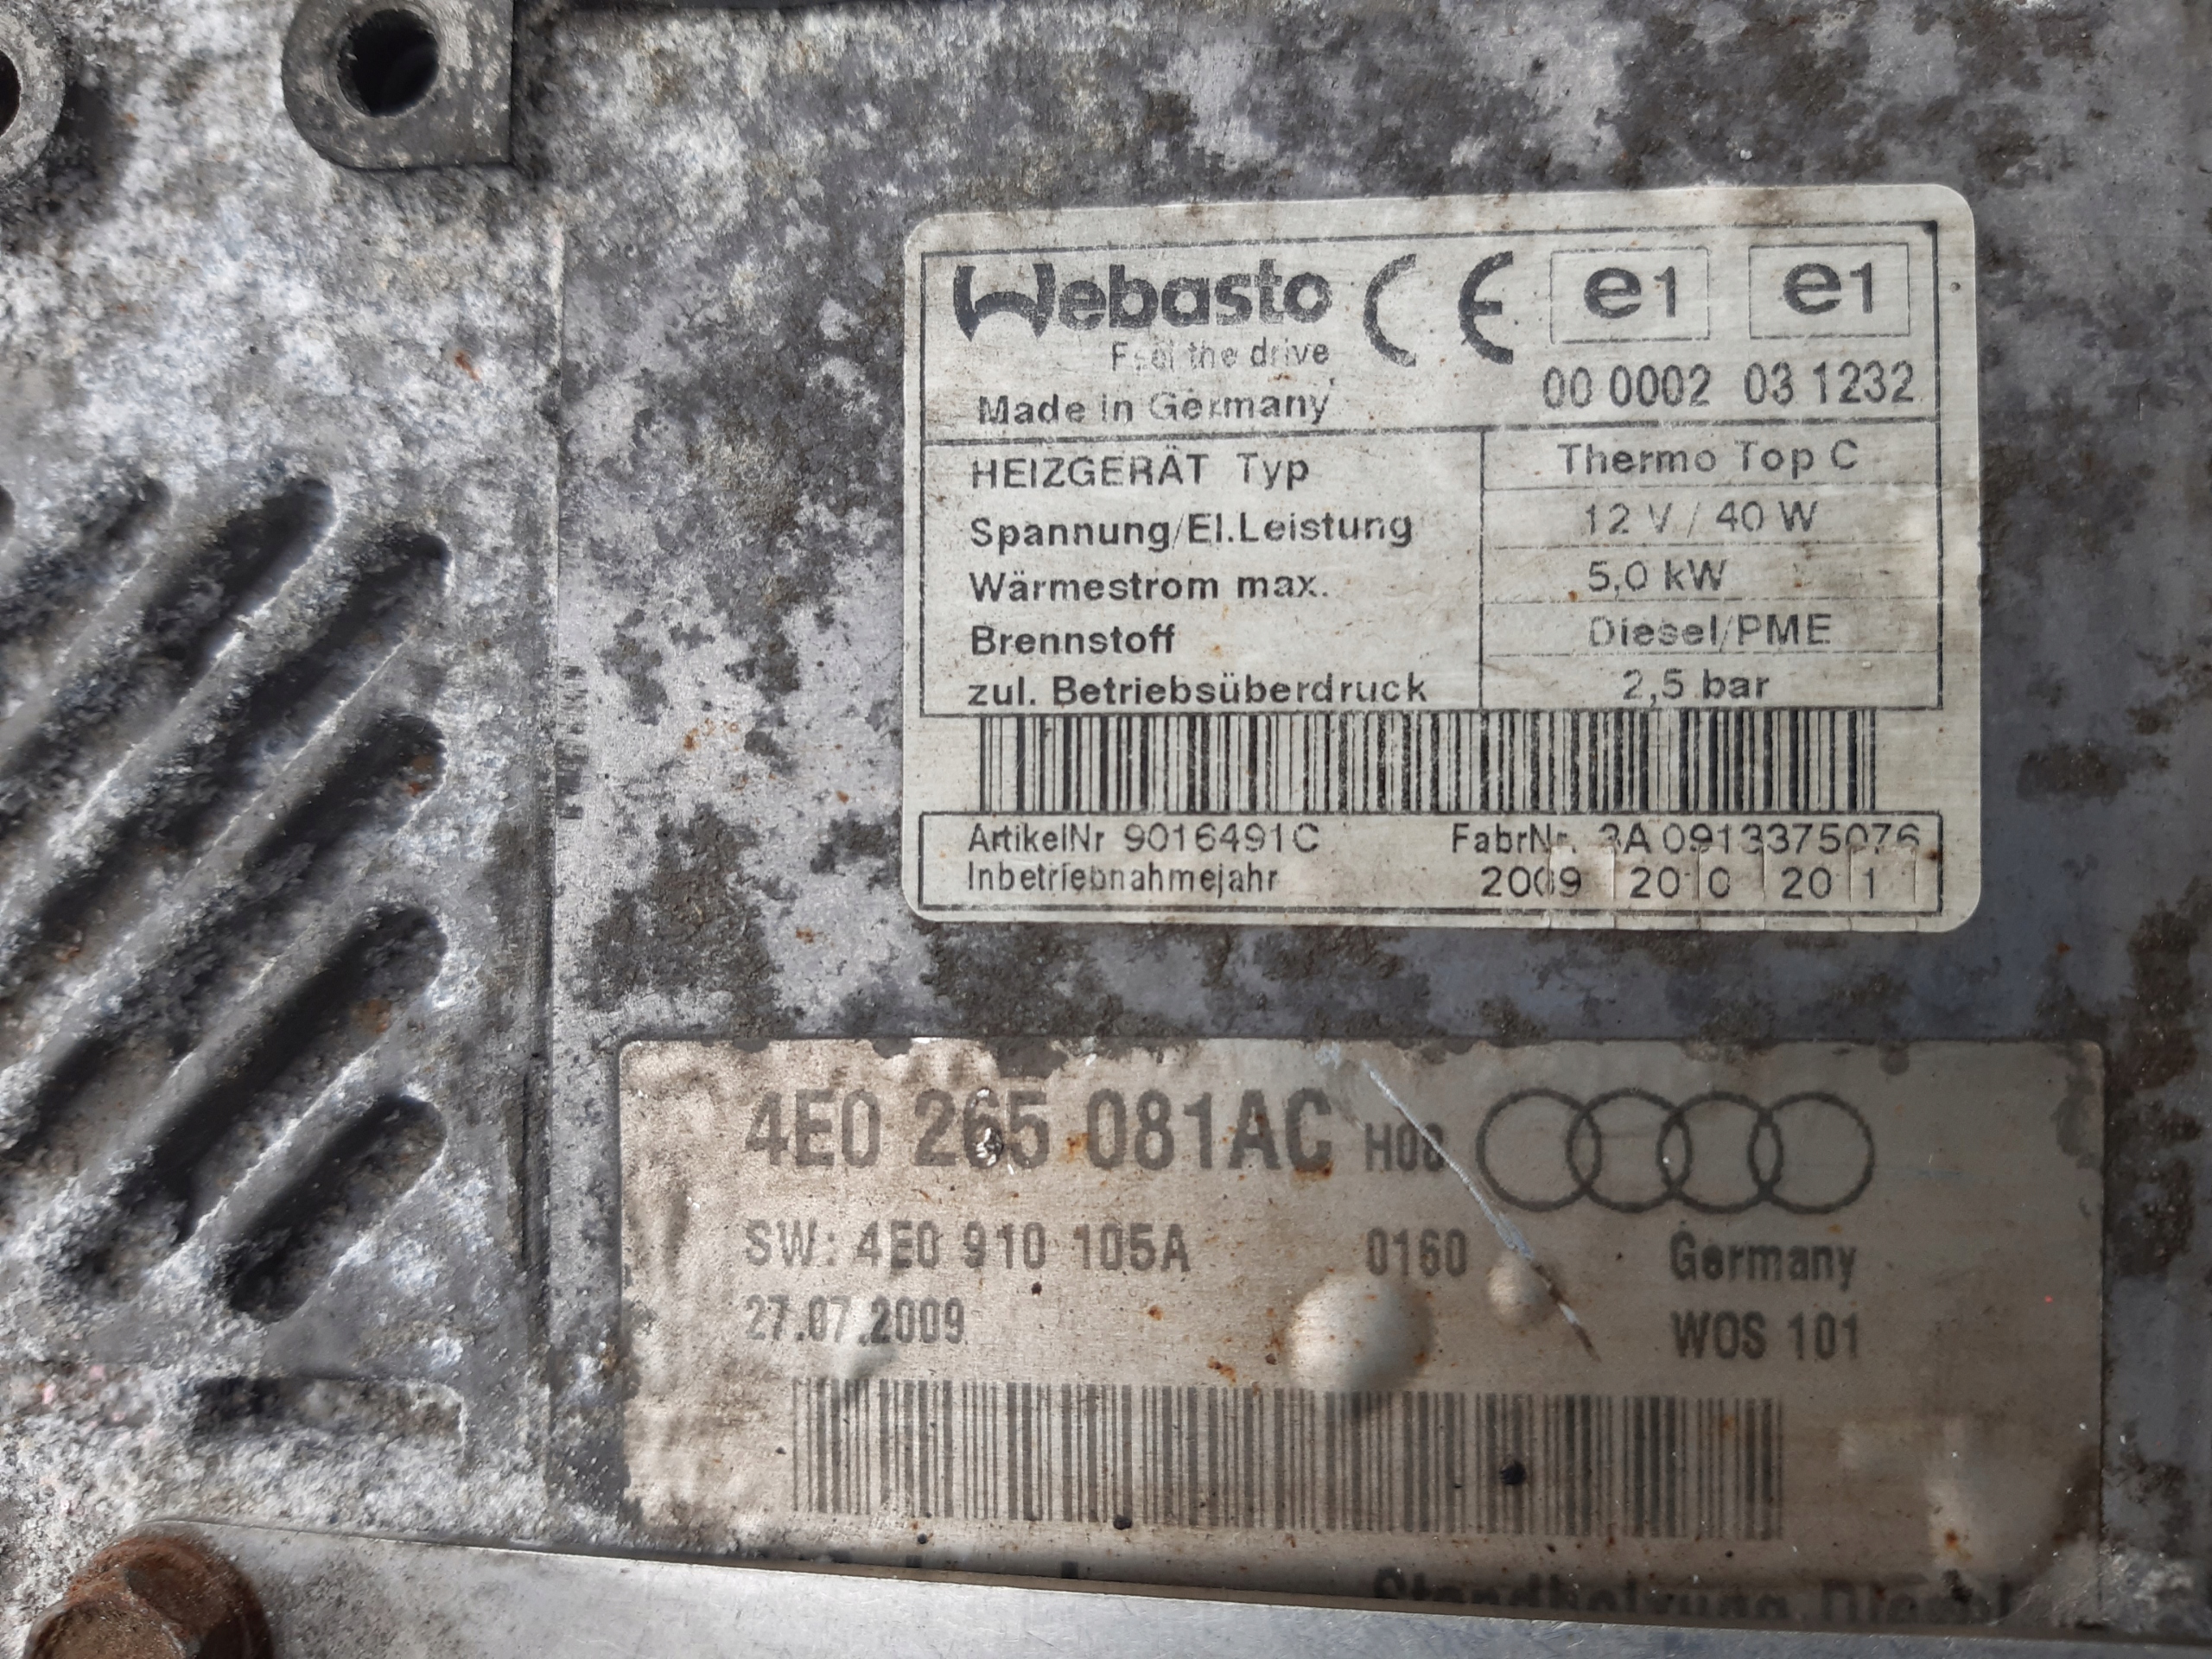 Webasto
Feel the drive
Made in Germany
CE
e1 e1
00 0002 03 1232
HEIZGERÄT Typ Thermo Top C
Spannung/El.Leistung 12 V / 40 W
Wärmestrom max. 5,0 kW
Brennstoff Diesel/PME
zul. Betriebsüberdruck 2,5 bar
ArtikelNr 9016491C FabrNr. 3A 0913375076
Inbetriebnahmejahr 2009 2010 2011
4E0 265 081AC H08
SW: 4E0 910 105A 0160 Germany
27.07.2009 WOS 101
Standheizung Diesel